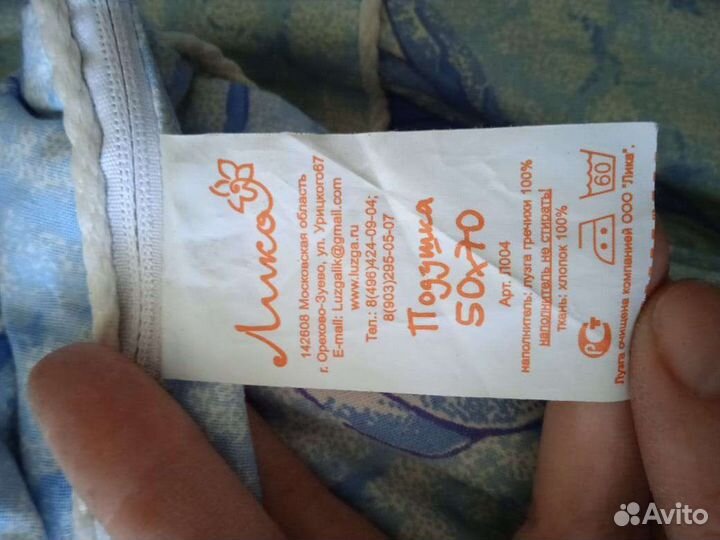 Лика
142608 Московская область
г. Орехово-Зуево, ул. Урицкого67
E-mail: Luzgalik@gmail.com
www.luzga.ru
Тел.: 8(496)424-09-04;
8(903)295-05-07
Подушка
50х70
Арт. 0004
наполнитель: лузга гречихи 100%
наполнитель не стирать!
ткань: хлопок 100%
60
РСТ
Лузга очищена компанией ООО "Лика".
Avito